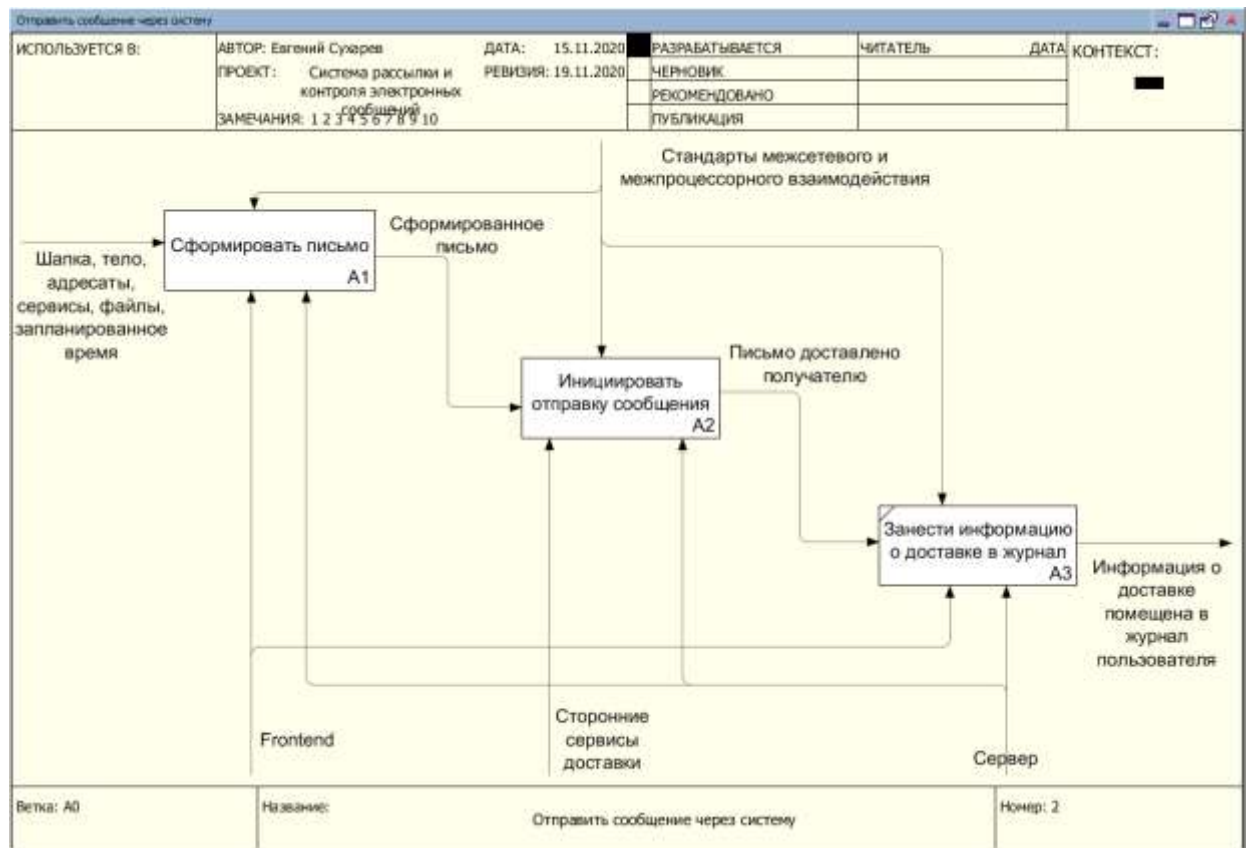 Отправить сообщение через систему
ИСПОЛЬЗУЕТСЯ В:
АВТОР: Евгений Сухарев
ДАТА: 15.11.2020
РАЗРАБАТЫВАЕТСЯ
ЧИТАТЕЛЬ
ДАТА
КОНТЕКСТ:
ПРОЕКТ: Система рассылки и
контроля электронных
сообщений
РЕВИЗИЯ: 19.11.2020
ЧЕРНОВИК
РЕКОМЕНДОВАНО
ЗАМЕЧАНИЯ: 1 2 3 4 5 6 7 8 9 10
ПУБЛИКАЦИЯ
Стандарты межсетевого и
межпроцессорного взаимодействия
Сформировать письмо
A1
Сформированное
письмо
Шапка, тело,
адресаты,
сервисы, файлы,
запланированное
время
Инициировать
отправку сообщения
A2
Письмо доставлено
получателю
Занести информацию
о доставке в журнал
A3
Информация о
доставке
помещена в
журнал
пользователя
Frontend
Сторонние
сервисы
доставки
Сервер
Ветка: A0
Название:
Отправить сообщение через систему
Номер: 2